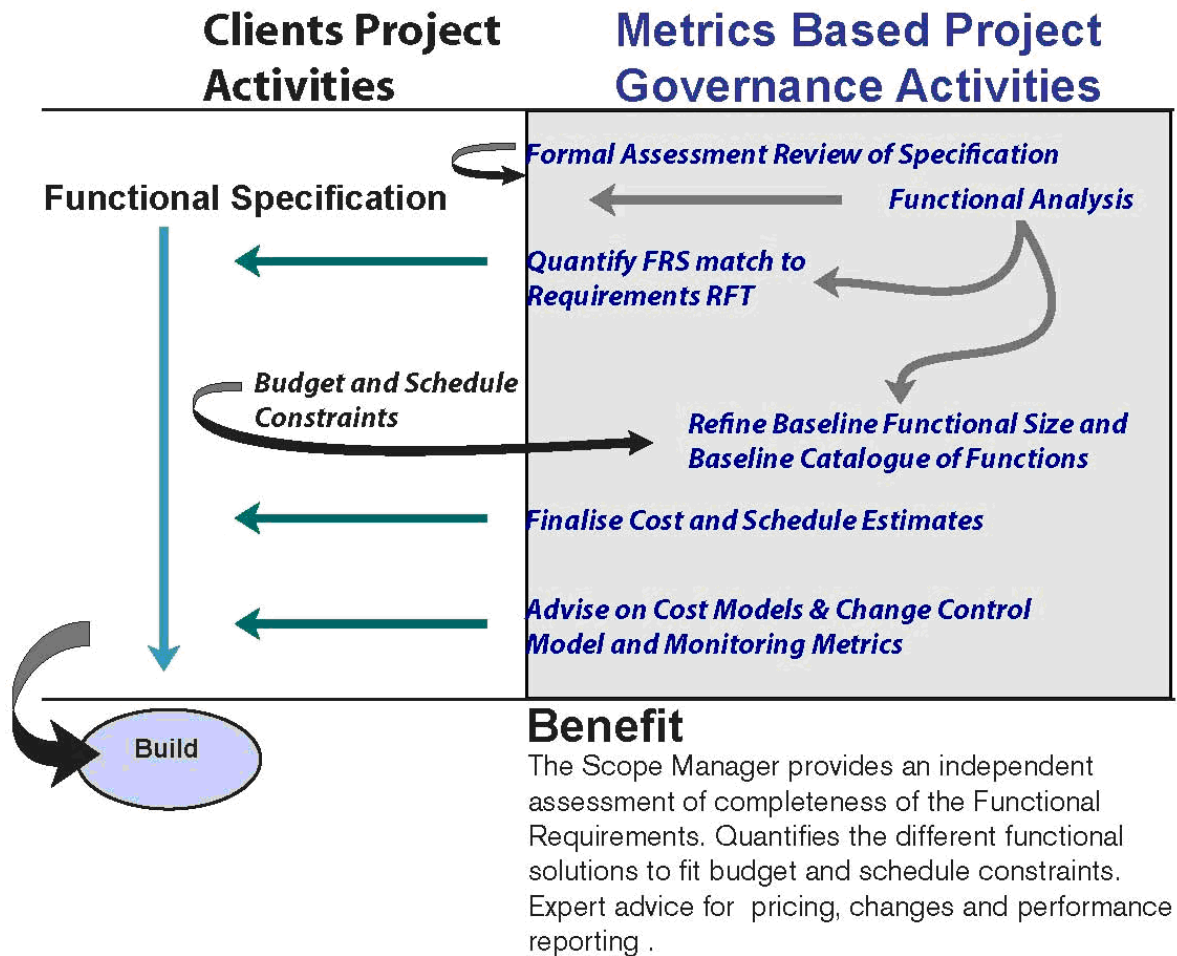 Clients Project
Activities
Metrics Based Project
Governance Activities
Formal Assessment Review of Specification
Functional Specification
Functional Analysis
Quantify FRS match to
Requirements RFT
Budget and Schedule
Constraints
Refine Baseline Functional Size and
Baseline Catalogue of Functions
Finalise Cost and Schedule Estimates
Advise on Cost Models & Change Control
Model and Monitoring Metrics
Build
Benefit
The Scope Manager provides an independent
assessment of completeness of the Functional
Requirements. Quantifies the different functional
solutions to fit budget and schedule constraints.
Expert advice for pricing, changes and performance
reporting .